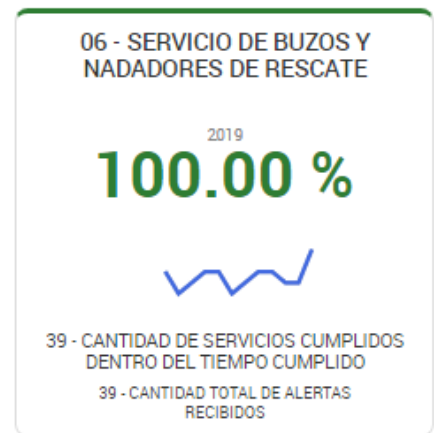 06 - SERVICIO DE BUZOS Y
NADADORES DE RESCATE
2019
100.00 %
39 - CANTIDAD DE SERVICIOS CUMPLIDOS
DENTRO DEL TIEMPO CUMPLIDO
39 - CANTIDAD TOTAL DE ALERTAS
RECIBIDOS